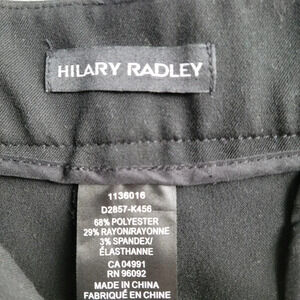 HILARY RADLEY
1136016
D2857-K456
68% POLYESTER
29% RAYON/RAYONNE
3% SPANDEX/
ÉLASTHANNE
CA 04991
RN 96092
MADE IN CHINA
FABRIQUÉ EN CHINE